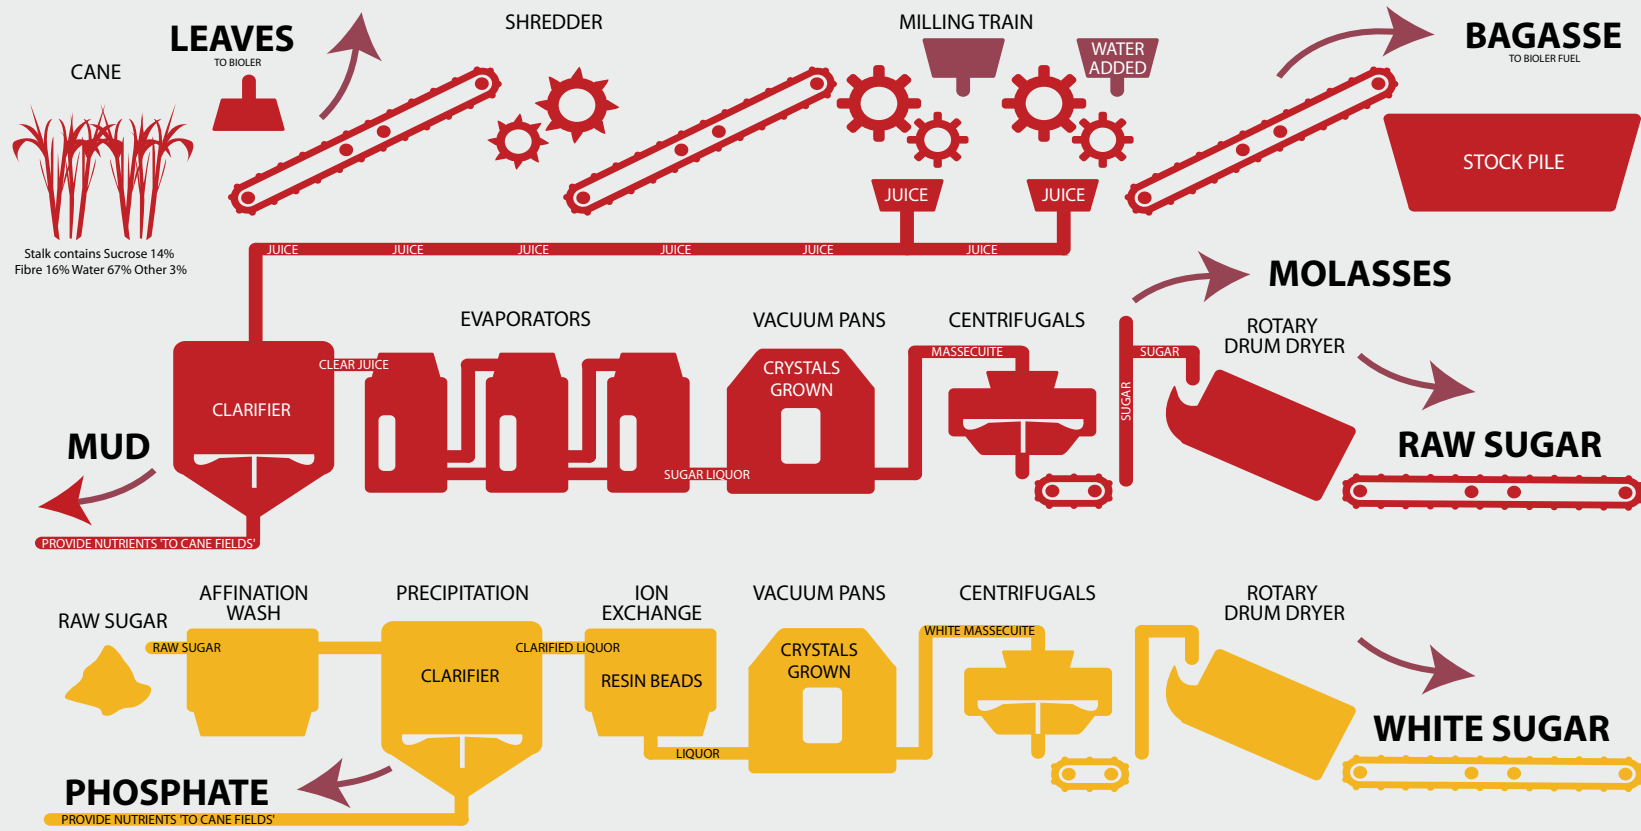 LEAVES
TO BIOLER
CANE
SHREDDER
MILLING TRAIN
WATER
ADDED
BAGASSE
TO BIOLER FUEL
STOCK PILE
JUICE
JUICE
Stalk contains Sucrose 14%
Fibre 16% Water 67% Other 3%
JUICE
JUICE
JUICE
JUICE
JUICE
JUICE
MOLASSES
EVAPORATORS
VACUUM PANS
CENTRIFUGALS
ROTARY
DRUM DRYER
CLEAR JUICE
CRYSTALS
GROWN
MASSECUITE
SUGAR
SUGAR
CLARIFIER
MUD
SUGAR LIQUOR
RAW SUGAR
PROVIDE NUTRIENTS 'TO CANE FIELDS'
RAW SUGAR
AFFINATION
WASH
PRECIPITATION
ION
EXCHANGE
VACUUM PANS
CENTRIFUGALS
ROTARY
DRUM DRYER
RAW SUGAR
CLARIFIED LIQUOR
WHITE MASSECUITE
CLARIFIER
RESIN BEADS
CRYSTALS
GROWN
LIQUOR
WHITE SUGAR
PHOSPHATE
PROVIDE NUTRIENTS 'TO CANE FIELDS'